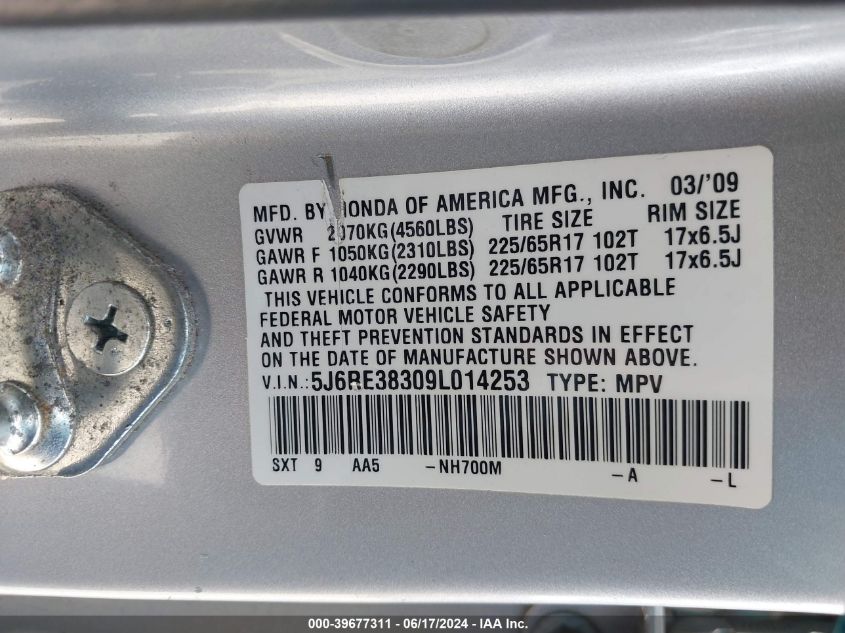 MFD. BY HONDA OF AMERICA MFG., INC. 03/'09
GVWR 2070KG(4560LBS) TIRE SIZE RIM SIZE
GAWR F 1050KG(2310LBS) 225/65R17 102T 17x6.5J
GAWR R 1040KG(2290LBS) 225/65R17 102T 17x6.5J
THIS VEHICLE CONFORMS TO ALL APPLICABLE
FEDERAL MOTOR VEHICLE SAFETY
AND THEFT PREVENTION STANDARDS IN EFFECT
ON THE DATE OF MANUFACTURE SHOWN ABOVE.
V.I.N.: 5J6RE38309L014253 TYPE: MPV
SXT 9 AA5 -NH700M -A -L
000-39677311 - 06/17/2024 - © IAA Inc.